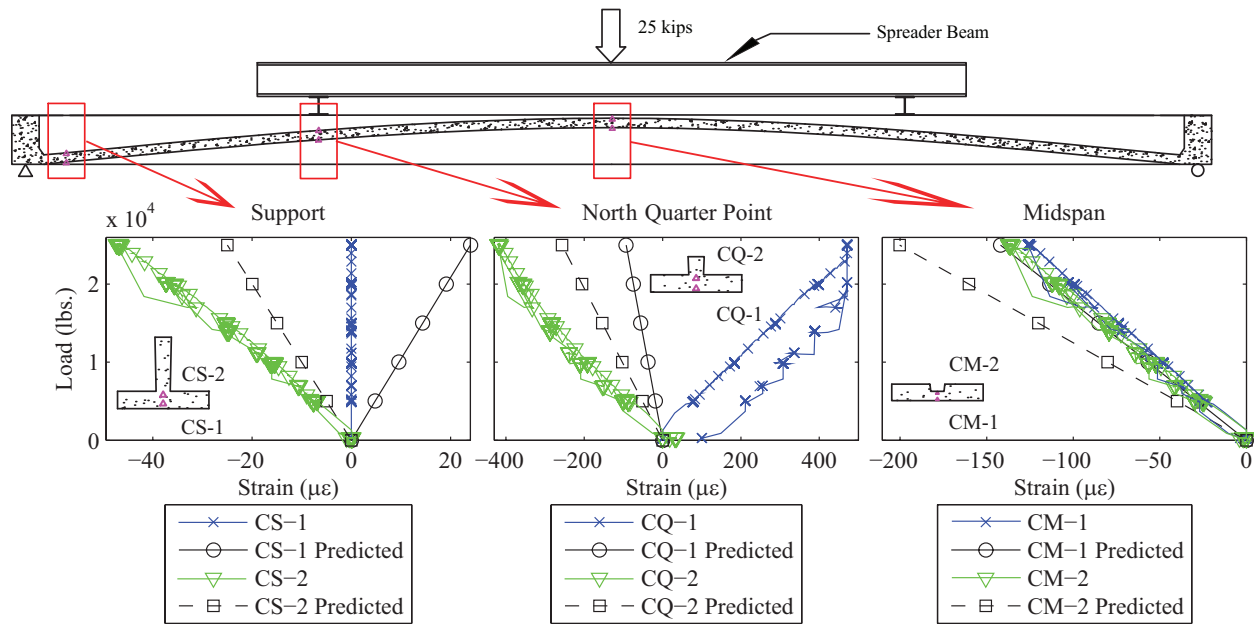 25 kips
Spreader Beam
Support
North Quarter Point
Midspan
x 10⁴
Load (lbs.)
2
1
0
CS-2
CS-1
−40
−20
0
20
Strain (με)
CQ-2
CQ-1
−400
−200
0
200
400
Strain (με)
CM-2
CM-1
−200
−150
−100
−50
0
Strain (με)
CS−1
CS−1 Predicted
CS−2
CS−2 Predicted
CQ−1
CQ−1 Predicted
CQ−2
CQ−2 Predicted
CM−1
CM−1 Predicted
CM−2
CM−2 Predicted